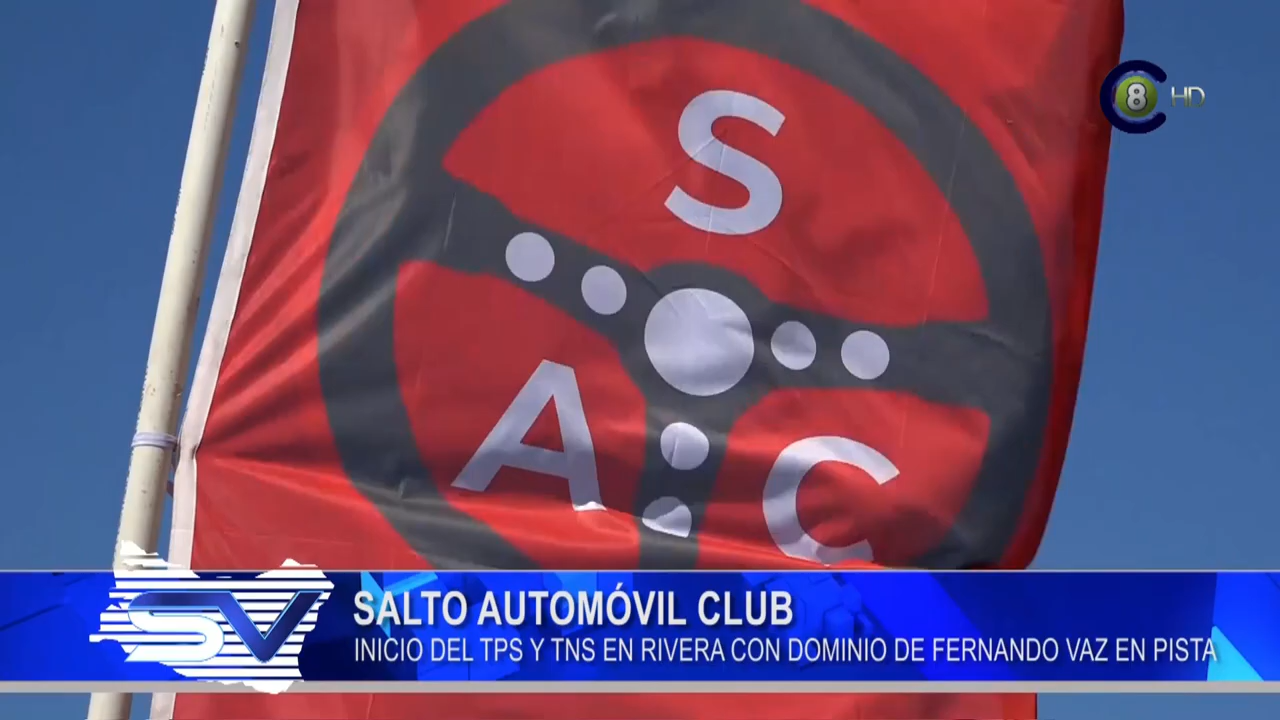 S
8 HD
A C
SV
SALTO AUTOMÓVIL CLUB
INICIO DEL TPS Y TNS EN RIVERA CON DOMINIO DE FERNANDO VAZ EN PISTA